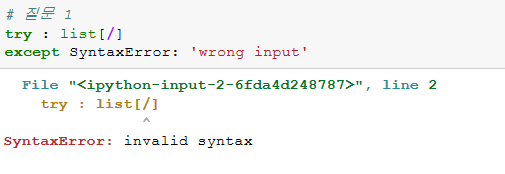 # 질문 1
try : list[/]
except SyntaxError: 'wrong input'
File "<ipython-input-2-6fda4d248787>", line 2
try : list[/]
^
SyntaxError: invalid syntax